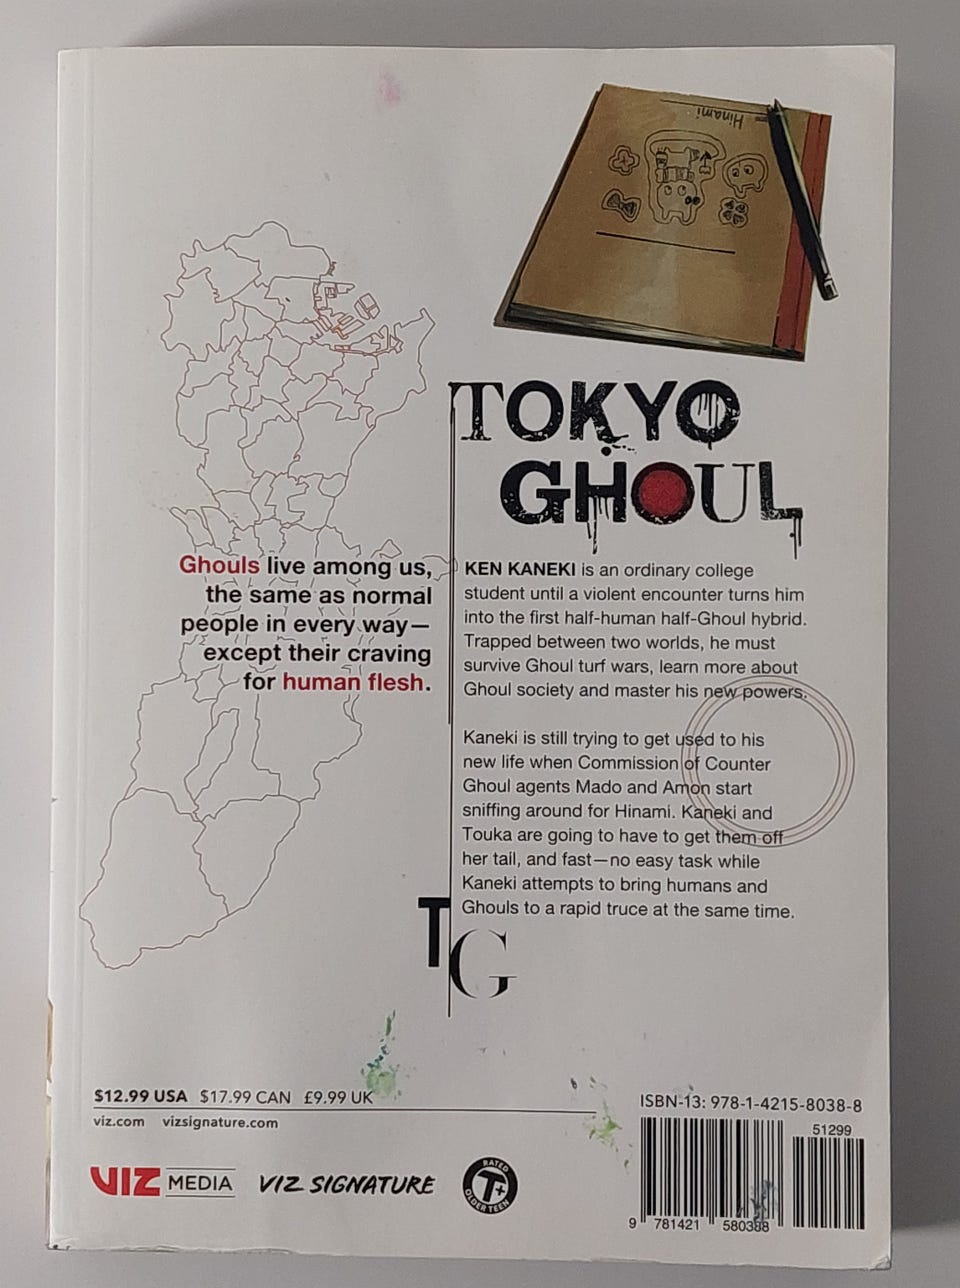 Hinami
TOKYO
GHOUL
Ghouls live among us,
the same as normal
people in every way—
except their craving
for human flesh.
KEN KANEKI is an ordinary college
student until a violent encounter turns him
into the first half-human half-Ghoul hybrid.
Trapped between two worlds, he must
survive Ghoul turf wars, learn more about
Ghoul society and master his new powers.
Kaneki is still trying to get used to his
new life when Commission of Counter
Ghoul agents Mado and Amon start
sniffing around for Hinami. Kaneki and
Touka are going to have to get them off
her tail, and fast—no easy task while
Kaneki attempts to bring humans and
Ghouls to a rapid truce at the same time.
TG
$12.99 USA $17.99 CAN £9.99 UK
viz.com vizsignature.com
VIZ MEDIA VIZ SIGNATURE
RATED T+ OLDER TEEN
ISBN-13: 978-1-4215-8038-8
51299
9 781421 580388